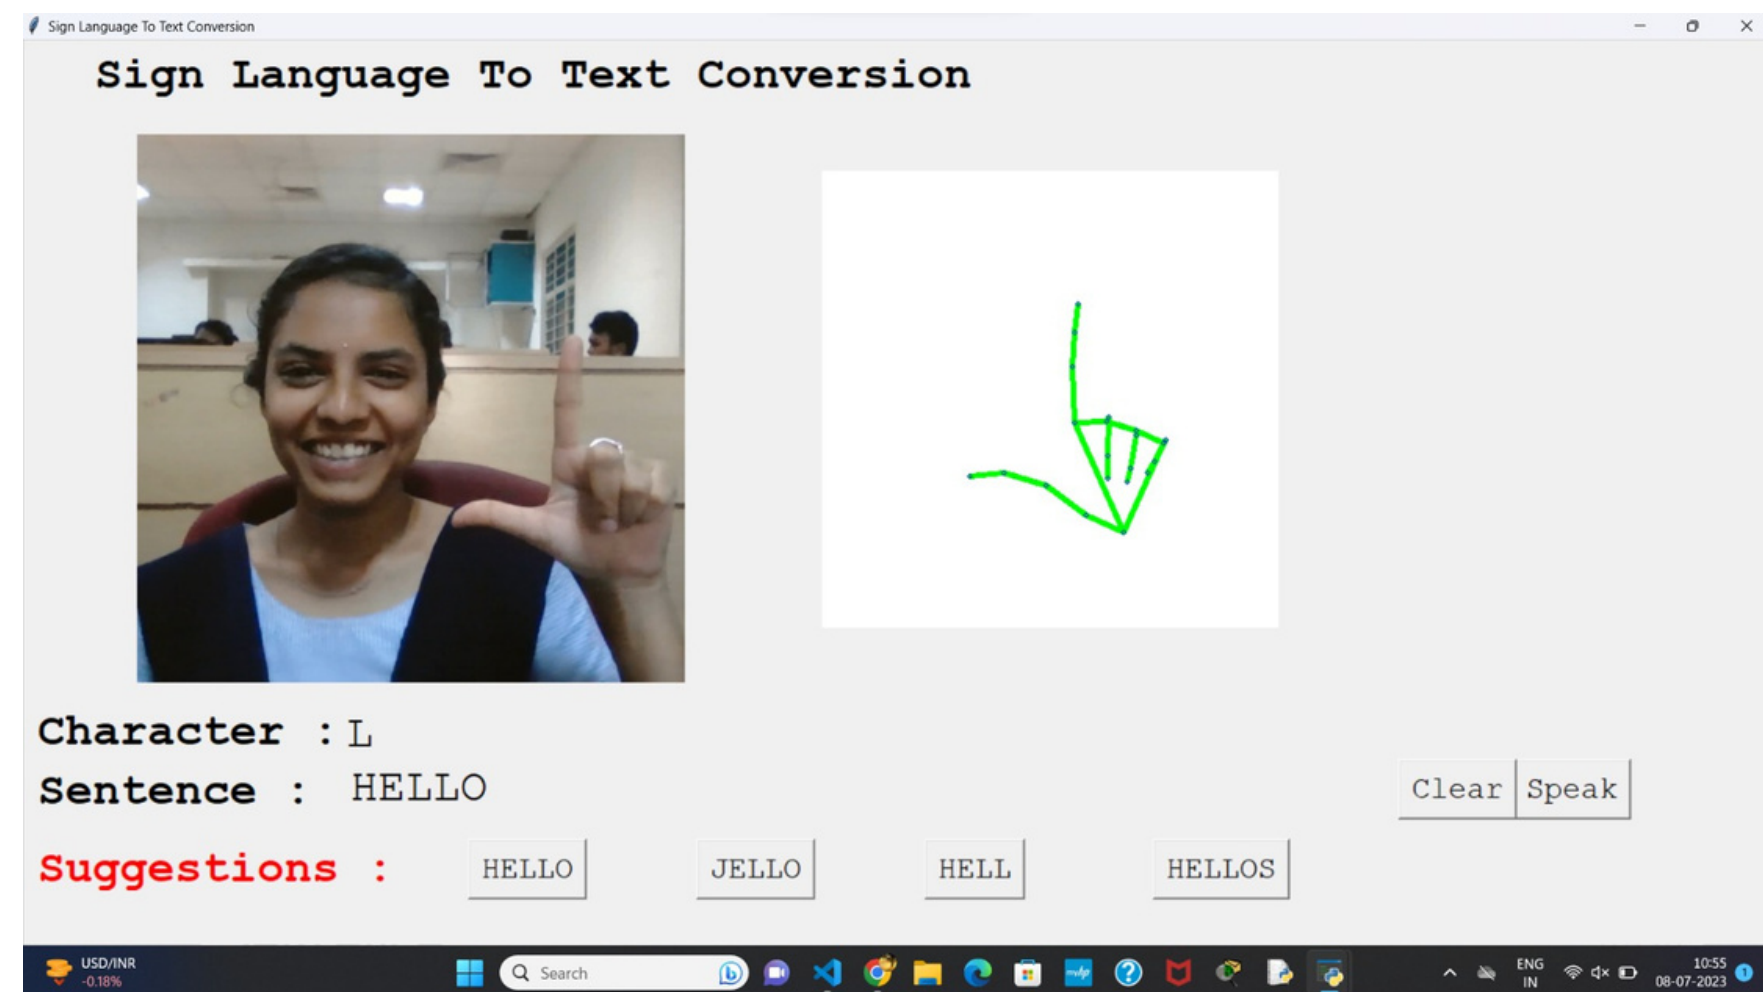 Sign Language To Text Conversion
Sign Language To Text Conversion
Character : L
Sentence : HELLO
Clear Speak
Suggestions : HELLO JELLO HELL HELLOS
USD/INR
-0.18%
Search
ENG
IN
10:55
08-07-2023
1